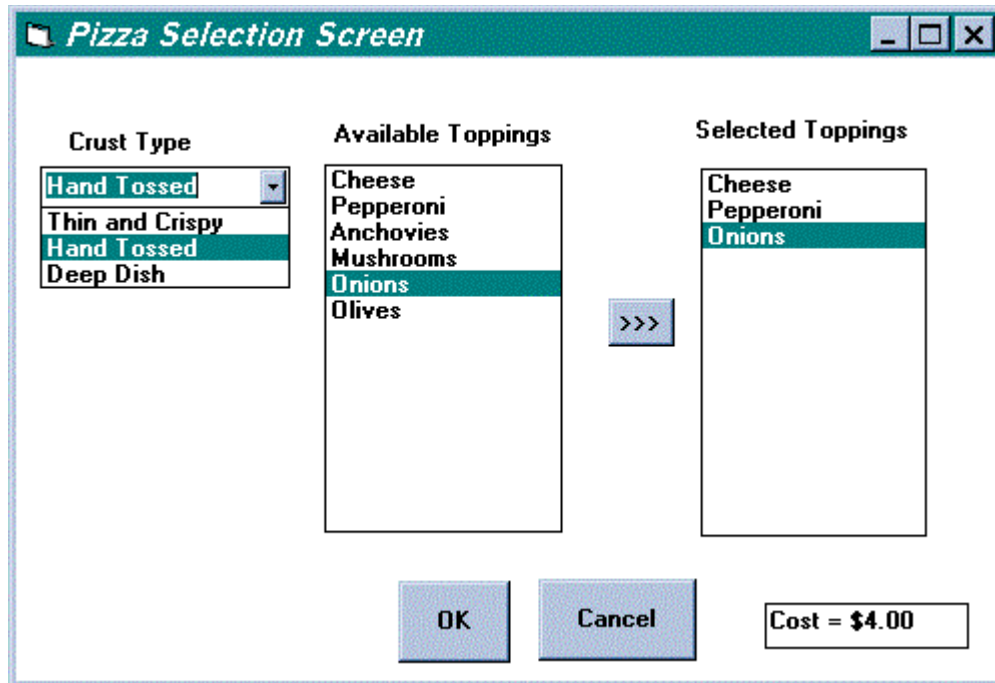 Pizza Selection Screen
Crust Type
Hand Tossed
Thin and Crispy
Hand Tossed
Deep Dish
Available Toppings
Cheese
Pepperoni
Anchovies
Mushrooms
Onions
Olives
>>>
Selected Toppings
Cheese
Pepperoni
Onions
OK
Cancel
Cost = $4.00